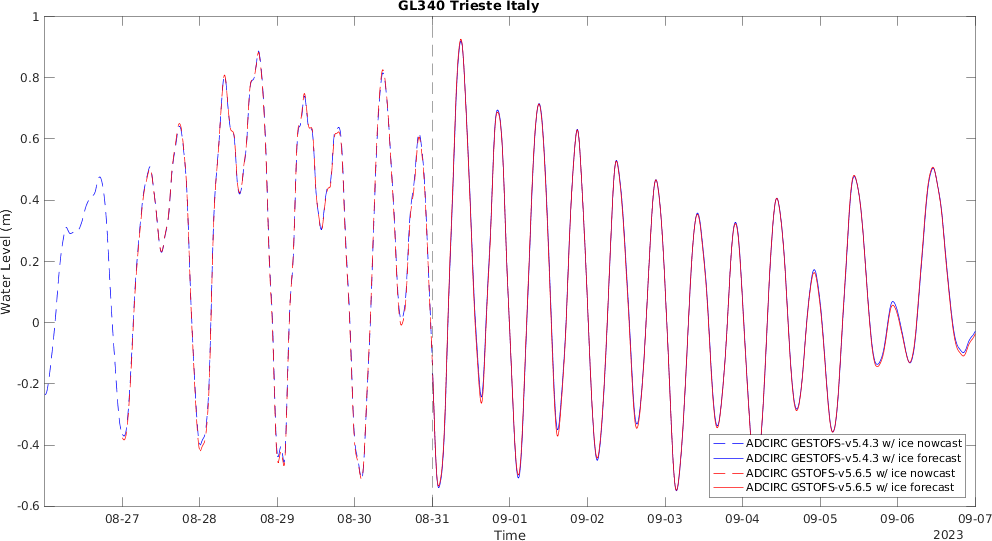 GL340 Trieste Italy
Water Level (m)
1
0.8
0.6
0.4
0.2
0
-0.2
-0.4
-0.6
ADCIRC GESTOFS-v5.4.3 w/ ice nowcast
ADCIRC GESTOFS-v5.4.3 w/ ice forecast
ADCIRC GSTOFS-v5.6.5 w/ ice nowcast
ADCIRC GSTOFS-v5.6.5 w/ ice forecast
08-27 08-28 08-29 08-30 08-31 09-01 09-02 09-03 09-04 09-05 09-06 09-07
Time
2023